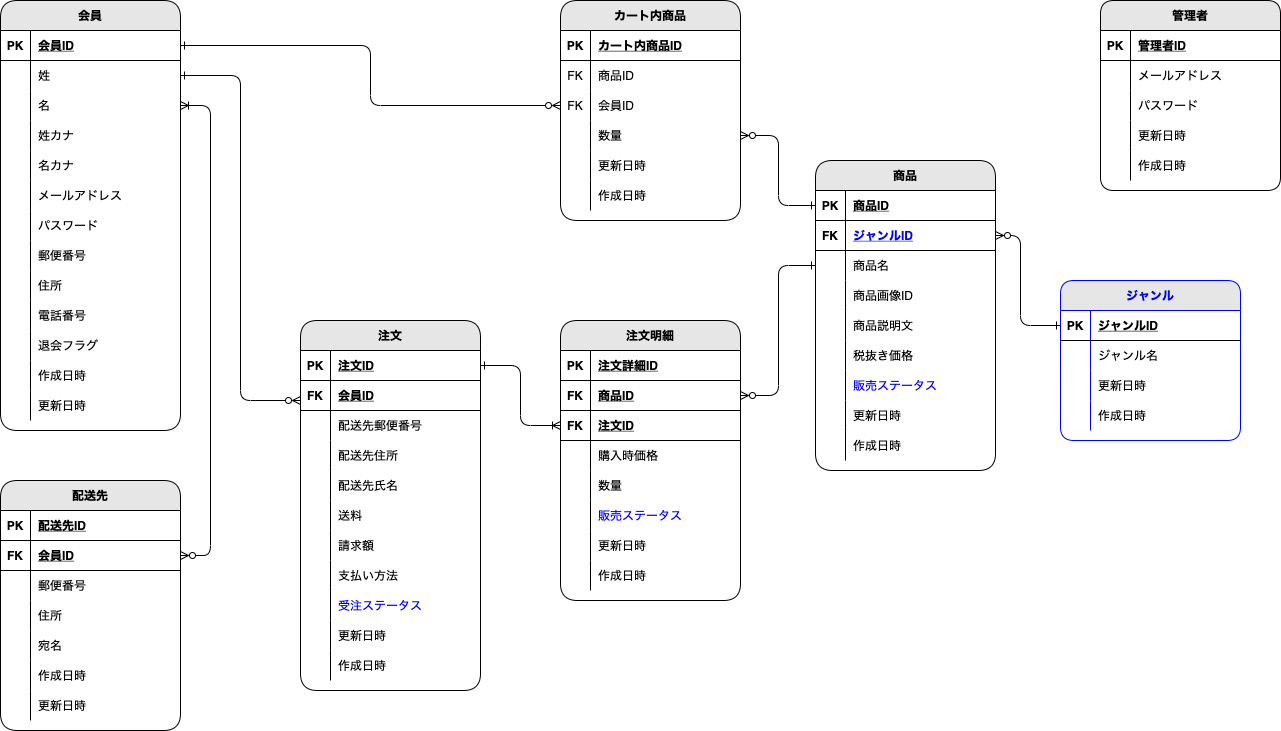 会員
PK 会員ID
姓
名
姓カナ
名カナ
メールアドレス
パスワード
郵便番号
住所
電話番号
退会フラグ
作成日時
更新日時
配送先
PK 配送先ID
FK 会員ID
郵便番号
住所
宛名
作成日時
更新日時
注文
PK 注文ID
FK 会員ID
配送先郵便番号
配送先住所
配送先氏名
送料
請求額
支払い方法
受注ステータス
更新日時
作成日時
カート内商品
PK カート内商品ID
FK 商品ID
FK 会員ID
数量
更新日時
作成日時
注文明細
PK 注文詳細ID
FK 商品ID
FK 注文ID
購入時価格
数量
販売ステータス
更新日時
作成日時
商品
PK 商品ID
FK ジャンルID
商品名
商品画像ID
商品説明文
税抜き価格
販売ステータス
更新日時
作成日時
管理者
PK 管理者ID
メールアドレス
パスワード
更新日時
作成日時
ジャンル
PK ジャンルID
ジャンル名
更新日時
作成日時